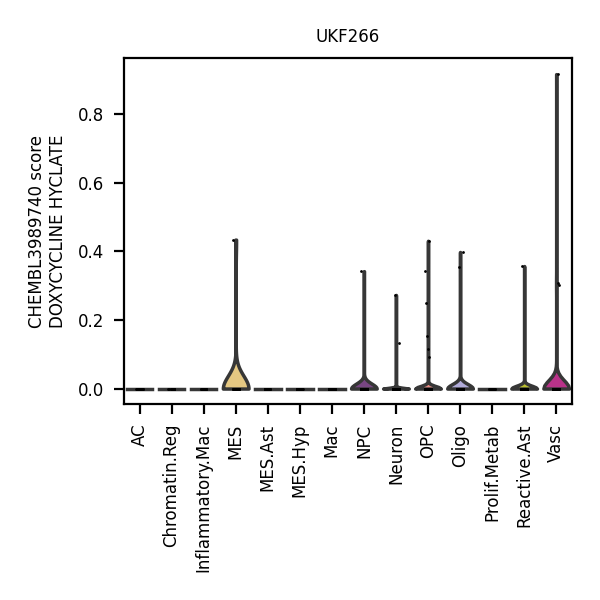 UKF266
CHEMBL3989740 score
DOXYCYCLINE HYCLATE
0.8
0.6
0.4
0.2
0.0
AC
Chromatin.Reg
Inflammatory.Mac
MES
MES.Ast
MES.Hyp
Mac
NPC
Neuron
OPC
Oligo
Prolif.Metab
Reactive.Ast
Vasc